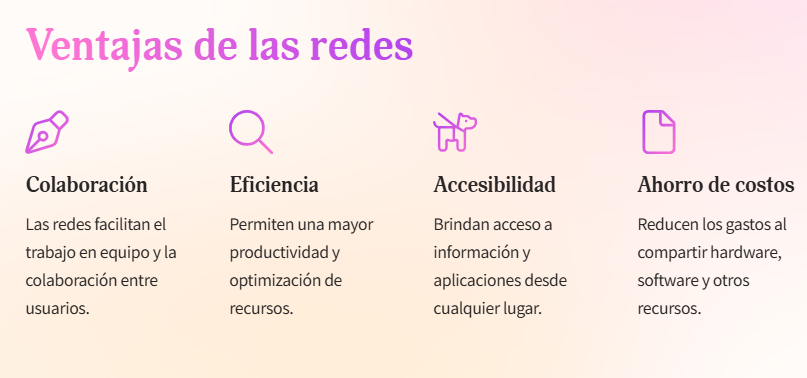 Ventajas de las redes
Colaboración
Las redes facilitan el
trabajo en equipo y la
colaboración entre
usuarios.
Eficiencia
Permiten una mayor
productividad y
optimización de
recursos.
Accesibilidad
Brindan acceso a
información y
aplicaciones desde
cualquier lugar.
Ahorro de costos
Reducen los gastos al
compartir hardware,
software y otros
recursos.